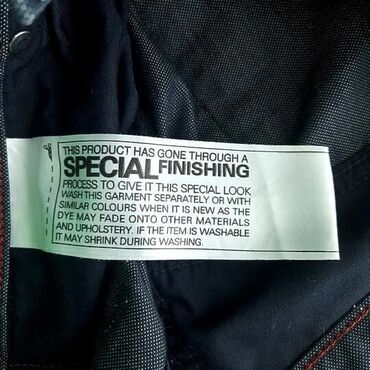 THIS PRODUCT HAS GONE THROUGH A
SPECIAL FINISHING
PROCESS TO GIVE IT THIS SPECIAL LOOK
WASH THIS GARMENT SEPARATELY OR WITH
SIMILAR COLOURS WHEN IT IS NEW AS THE
DYE MAY FADE ONTO OTHER MATERIALS
AND UPHOLSTERY. IF THE ITEM IS WASHABLE
IT MAY SHRINK DURING WASHING.